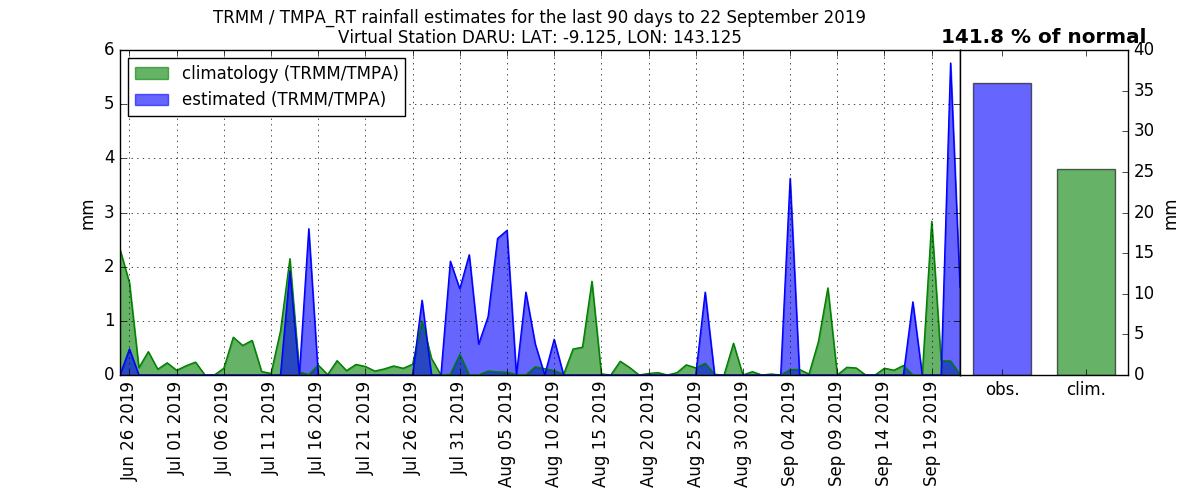 TRMM / TMPA_RT rainfall estimates for the last 90 days to 22 September 2019
Virtual Station DARU: LAT: -9.125, LON: 143.125
141.8 % of normal
climatology (TRMM/TMPA)
estimated (TRMM/TMPA)
mm
6
5
4
3
2
1
0
Jun 26 2019
Jul 01 2019
Jul 06 2019
Jul 11 2019
Jul 16 2019
Jul 21 2019
Jul 26 2019
Jul 31 2019
Aug 05 2019
Aug 10 2019
Aug 15 2019
Aug 20 2019
Aug 25 2019
Aug 30 2019
Sep 04 2019
Sep 09 2019
Sep 14 2019
Sep 19 2019
obs.
clim.
40
35
30
25
20
15
10
5
0
mm